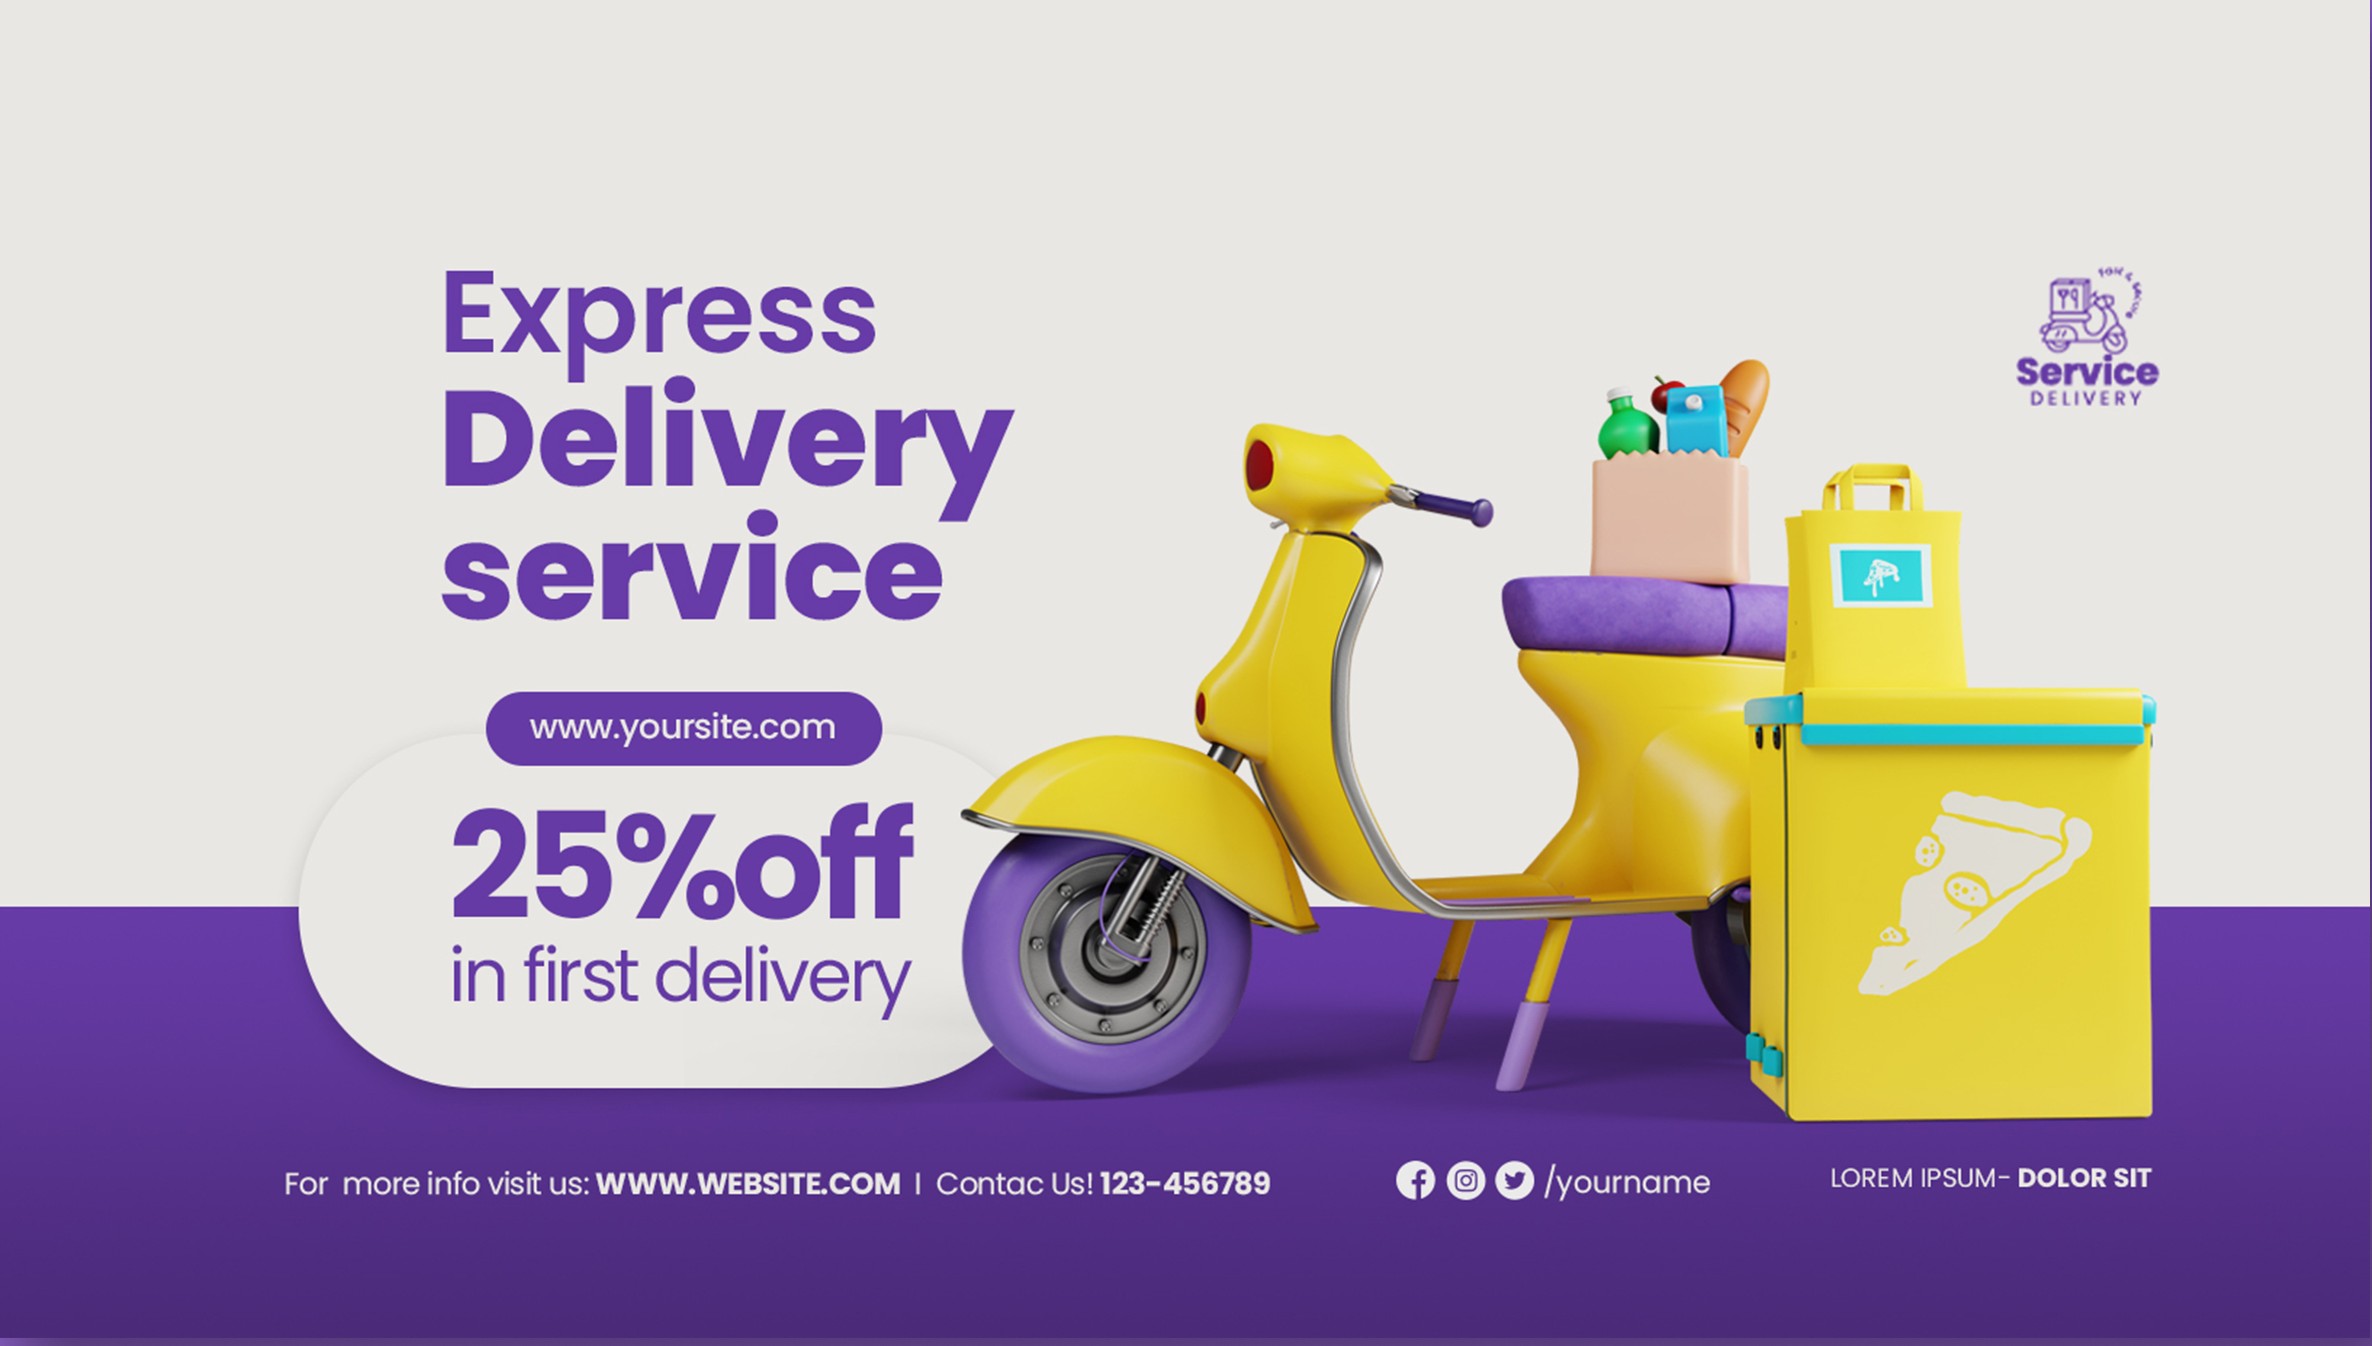 Express
Delivery
service
Service
DELIVERY
www.yoursite.com
25%off
in first delivery
For more info visit us: WWW.WEBSITE.COM | Contac Us! 123-456789
/yourname
LOREM IPSUM- DOLOR SIT